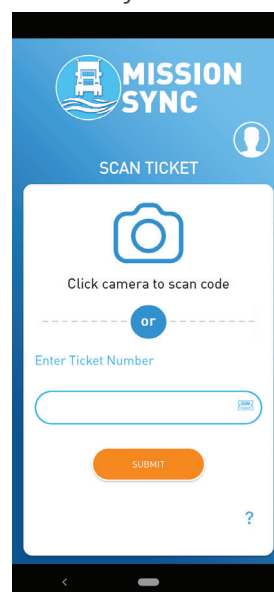 MISSION
SYNC
SCAN TICKET
Click camera to scan code
or
Enter Ticket Number
SUBMIT
?